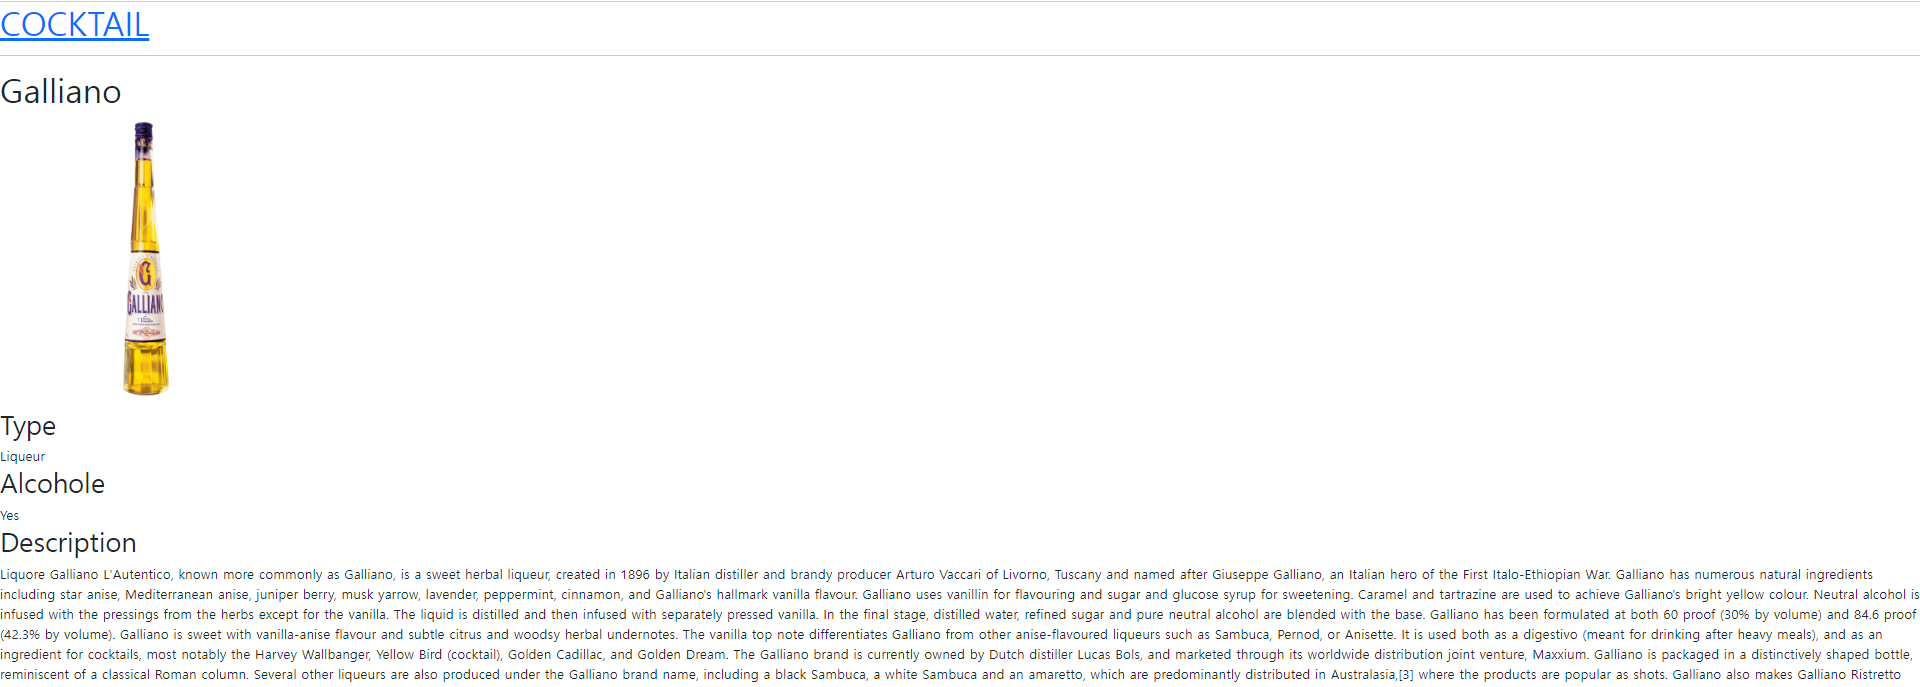 COCKTAIL
Galliano
G
GALLIANO
Type
Liqueur
Alcohole
Yes
Description
Liquore Galliano L'Autentico, known more commonly as Galliano, is a sweet herbal liqueur, created in 1896 by Italian distiller and brandy producer Arturo Vaccari of Livorno, Tuscany and named after Giuseppe Galliano, an Italian hero of the First Italo-Ethiopian War. Galliano has numerous natural ingredients
including star anise, Mediterranean anise, juniper berry, musk yarrow, lavender, peppermint, cinnamon, and Galliano's hallmark vanilla flavour. Galliano uses vanillin for flavouring and sugar and glucose syrup for sweetening. Caramel and tartrazine are used to achieve Galliano's bright yellow colour. Neutral alcohol is
infused with the pressings from the herbs except for the vanilla. The liquid is distilled and then infused with separately pressed vanilla. In the final stage, distilled water, refined sugar and pure neutral alcohol are blended with the base. Galliano has been formulated at both 60 proof (30% by volume) and 84.6 proof
(42.3% by volume). Galliano is sweet with vanilla-anise flavour and subtle citrus and woodsy herbal undernotes. The vanilla top note differentiates Galliano from other anise-flavoured liqueurs such as Sambuca, Pernod, or Anisette. It is used both as a digestivo (meant for drinking after heavy meals), and as an
ingredient for cocktails, most notably the Harvey Wallbanger, Yellow Bird (cocktail), Golden Cadillac, and Golden Dream. The Galliano brand is currently owned by Dutch distiller Lucas Bols, and marketed through its worldwide distribution joint venture, Maxxium. Galliano is packaged in a distinctively shaped bottle,
reminiscent of a classical Roman column. Several other liqueurs are also produced under the Galliano brand name, including a black Sambuca, a white Sambuca and an amaretto, which are predominantly distributed in Australasia,[3] where the products are popular as shots. Galliano also makes Galliano Ristretto